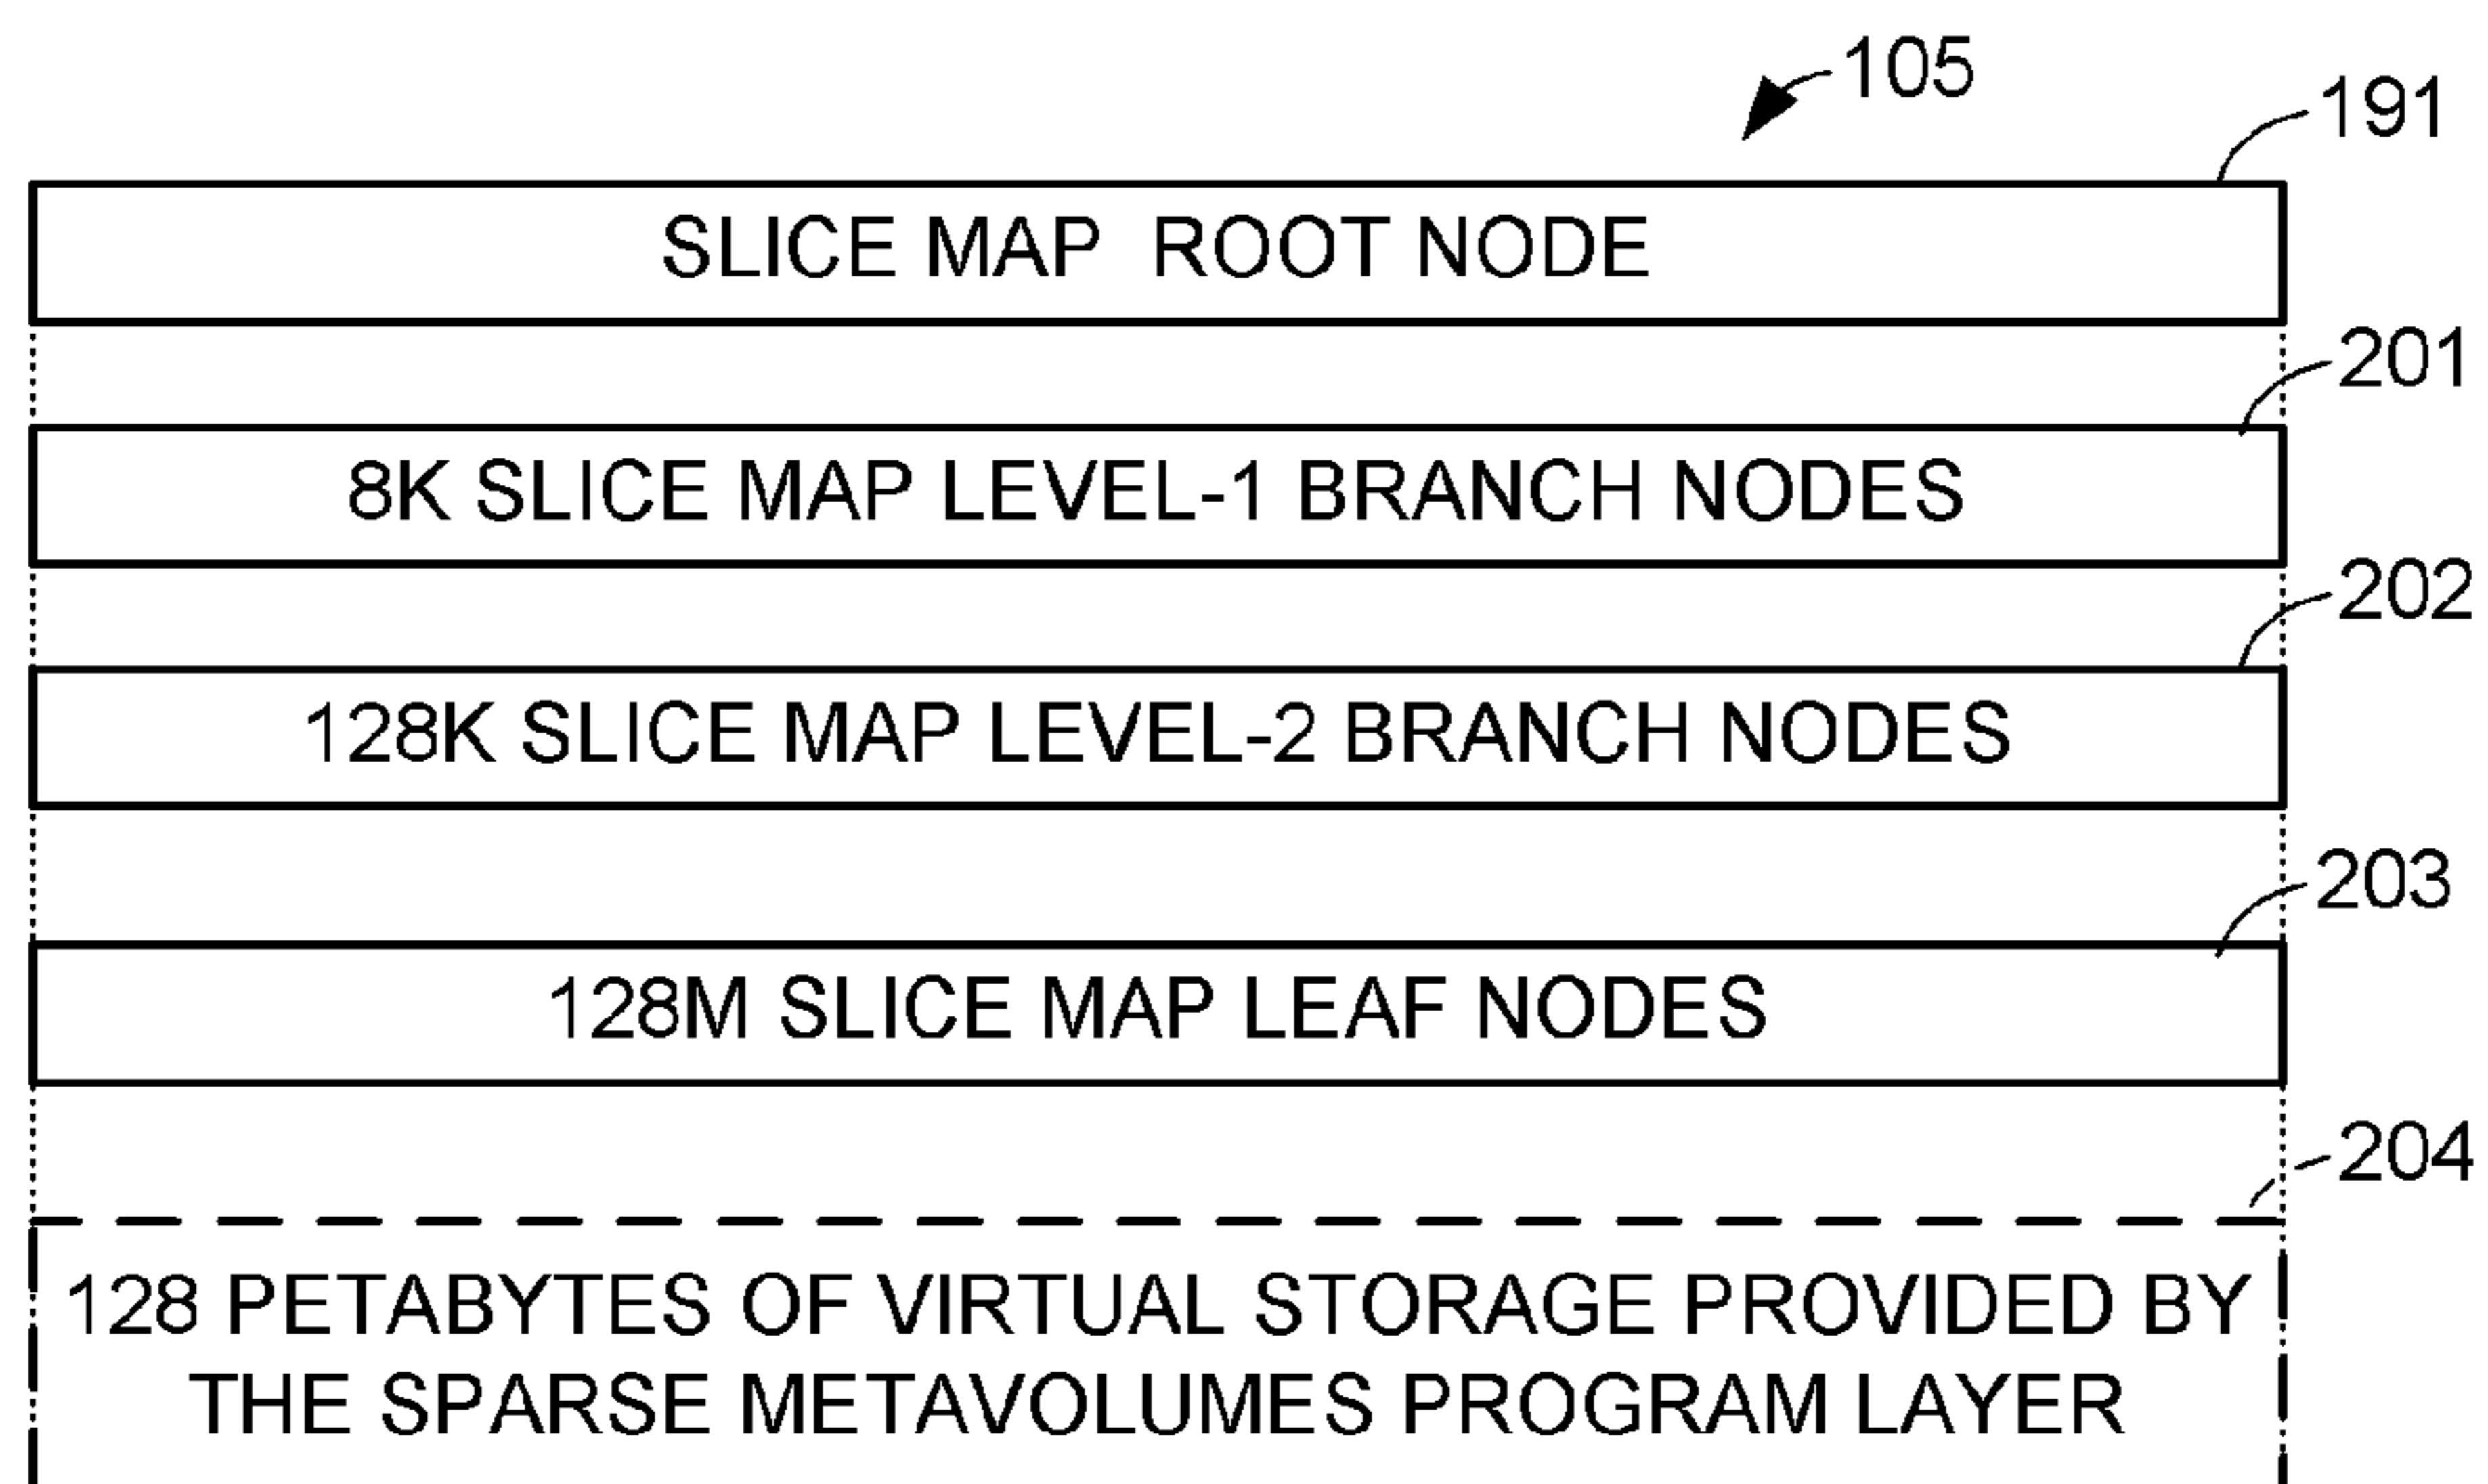 105
191
SLICE MAP ROOT NODE
201
8K SLICE MAP LEVEL-1 BRANCH NODES
202
128K SLICE MAP LEVEL-2 BRANCH NODES
203
128M SLICE MAP LEAF NODES
204
128 PETABYTES OF VIRTUAL STORAGE PROVIDED BY
THE SPARSE METAVOLUMES PROGRAM LAYER